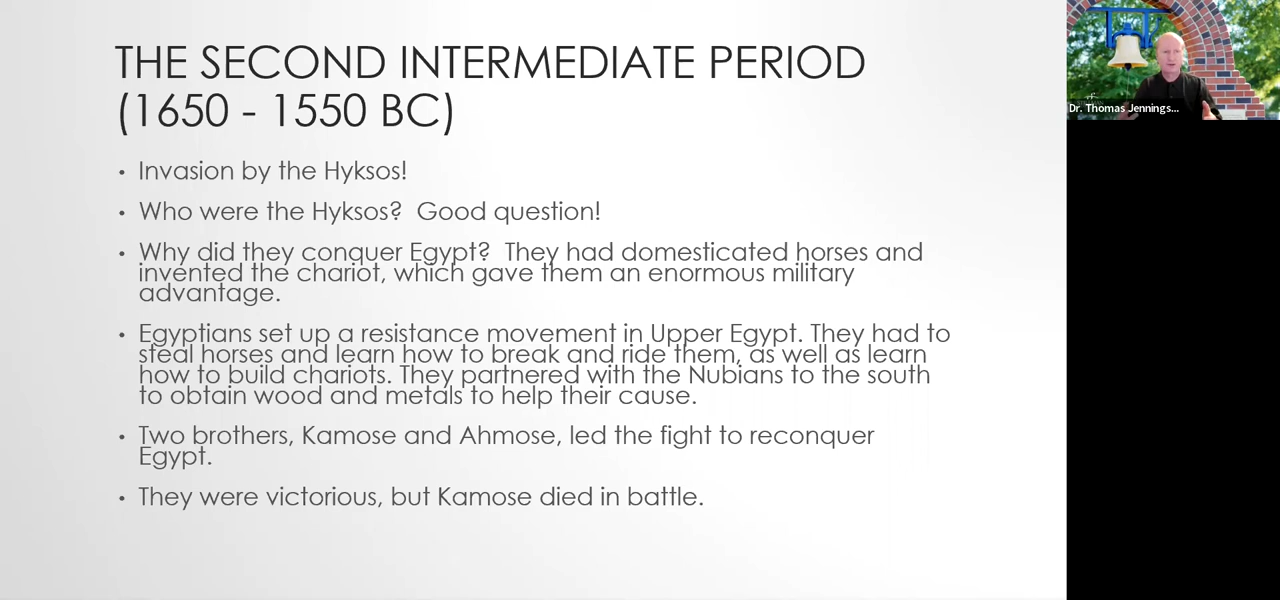 THE SECOND INTERMEDIATE PERIOD
(1650 - 1550 BC)
• Invasion by the Hyksos!
• Who were the Hyksos?  Good question!
• Why did they conquer Egypt?  They had domesticated horses and
invented the chariot, which gave them an enormous military
advantage.
• Egyptians set up a resistance movement in Upper Egypt. They had to
steal horses and learn how to break and ride them, as well as learn
how to build chariots. They partnered with the Nubians to the south
to obtain wood and metals to help their cause.
• Two brothers, Kamose and Ahmose, led the fight to reconquer
Egypt.
• They were victorious, but Kamose died in battle.
Dr. Thomas Jennings...